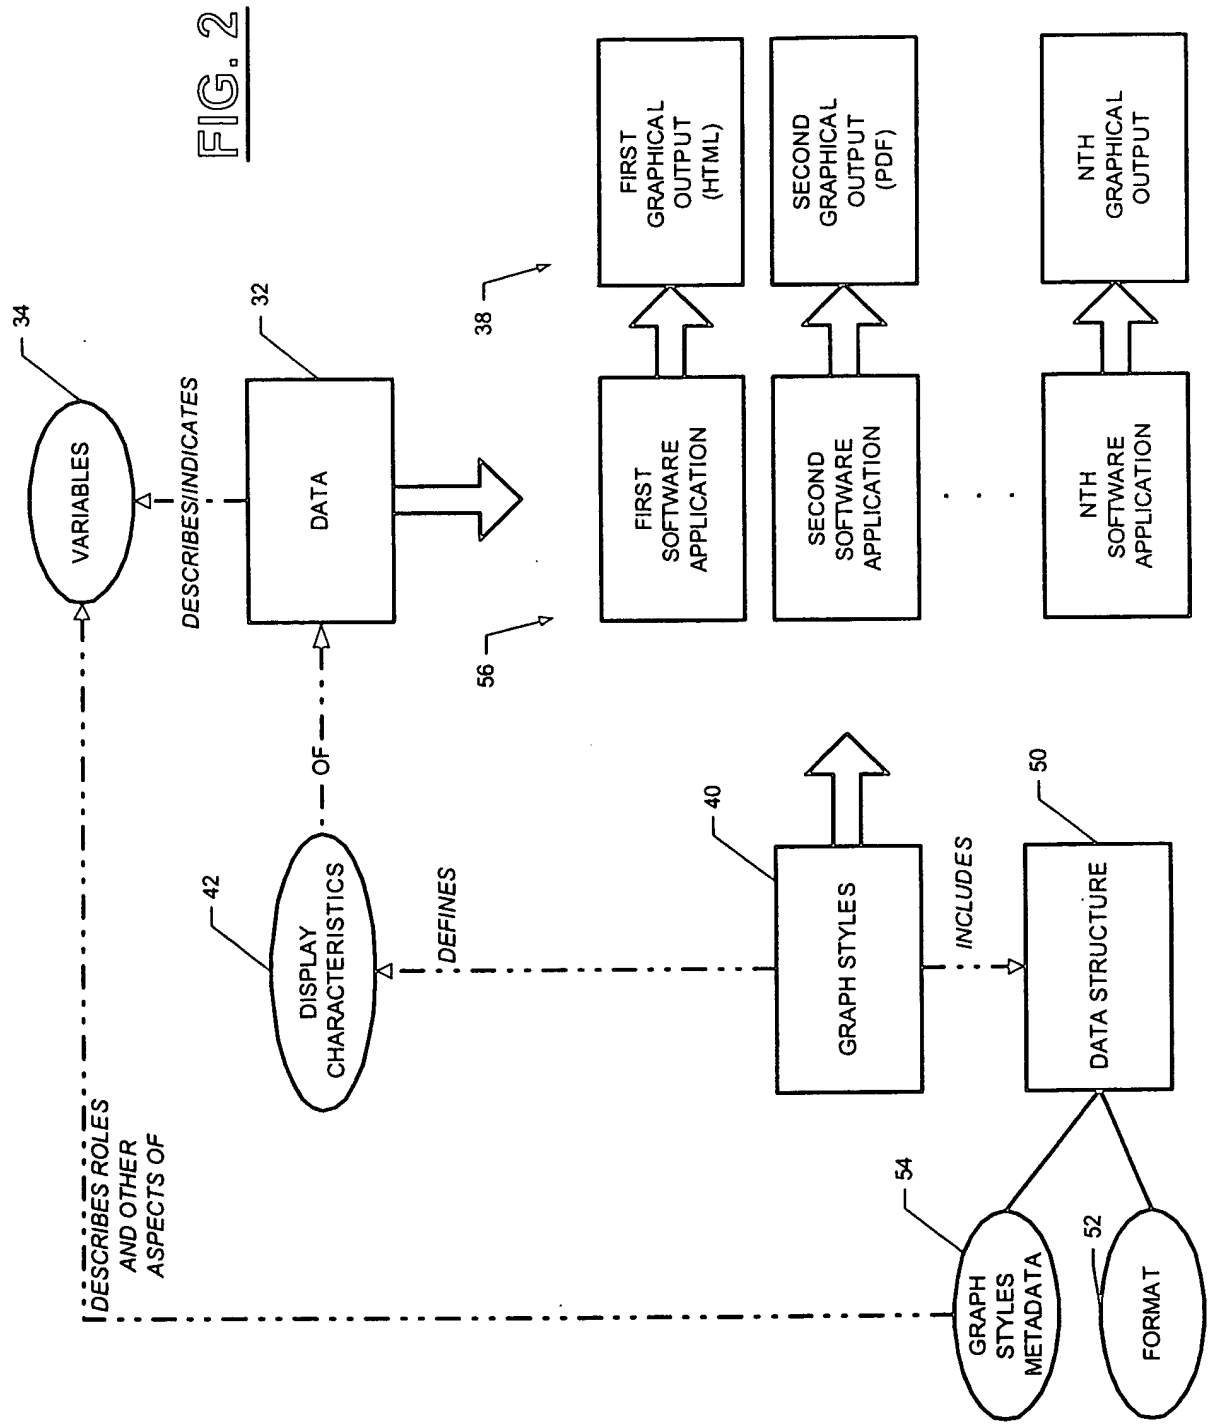 FIG. 2
34
VARIABLES
DESCRIBES/INDICATES
32
DATA
DESCRIBES ROLES
AND OTHER
ASPECTS OF
42
DISPLAY
CHARACTERISTICS
OF
DEFINES
56
38
FIRST
SOFTWARE
APPLICATION
FIRST
GRAPHICAL
OUTPUT
(HTML)
SECOND
SOFTWARE
APPLICATION
SECOND
GRAPHICAL
OUTPUT
(PDF)
. . .
NTH
SOFTWARE
APPLICATION
NTH
GRAPHICAL
OUTPUT
40
GRAPH STYLES
INCLUDES
50
DATA STRUCTURE
54
GRAPH
STYLES
METADATA
52
FORMAT